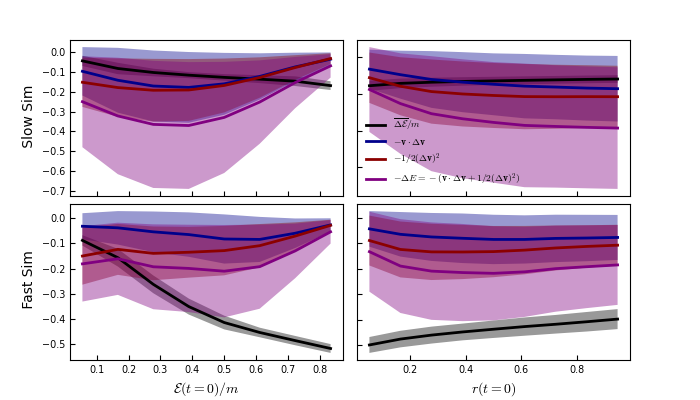 0.0
−0.1
−0.2
−0.3
−0.4
−0.5
−0.6
−0.7
Slow Sim
$\overline{\Delta\mathcal{E}}/m$
−v · Δv
−1/2(Δv)²
−ΔE = −(v · Δv + 1/2(Δv)²)
0.0
−0.1
−0.2
−0.3
−0.4
−0.5
Fast Sim
0.1 0.2 0.3 0.4 0.5 0.6 0.7 0.8
0.2 0.4 0.6 0.8
ℰ(t = 0)/m
r(t = 0)